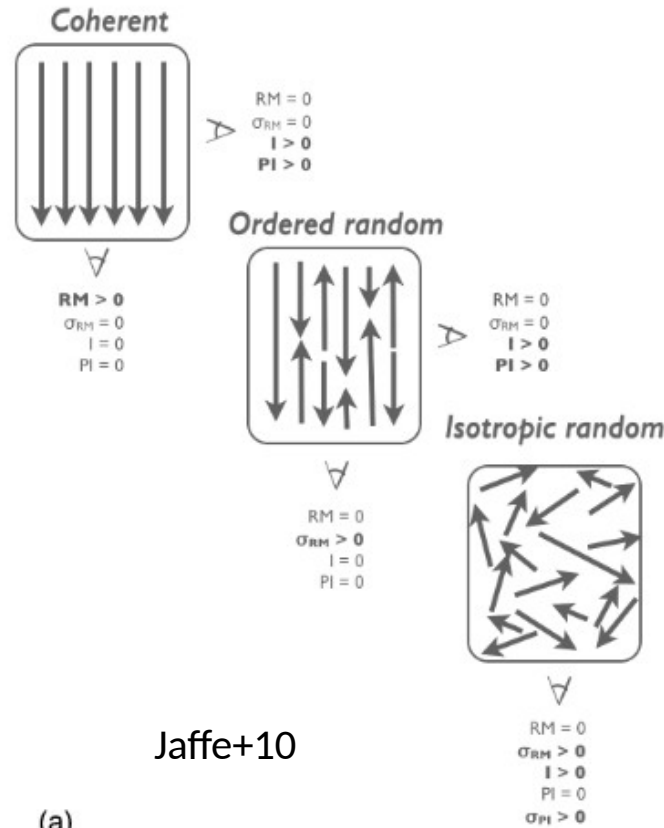 Coherent
RM = 0
σRM = 0
I > 0
PI > 0
RM > 0
σRM = 0
I = 0
PI = 0
Ordered random
RM = 0
σRM = 0
I > 0
PI > 0
RM = 0
σRM > 0
I = 0
PI = 0
Isotropic random
RM = 0
σRM > 0
I > 0
PI = 0
σPI > 0
Jaffe+10
(a)